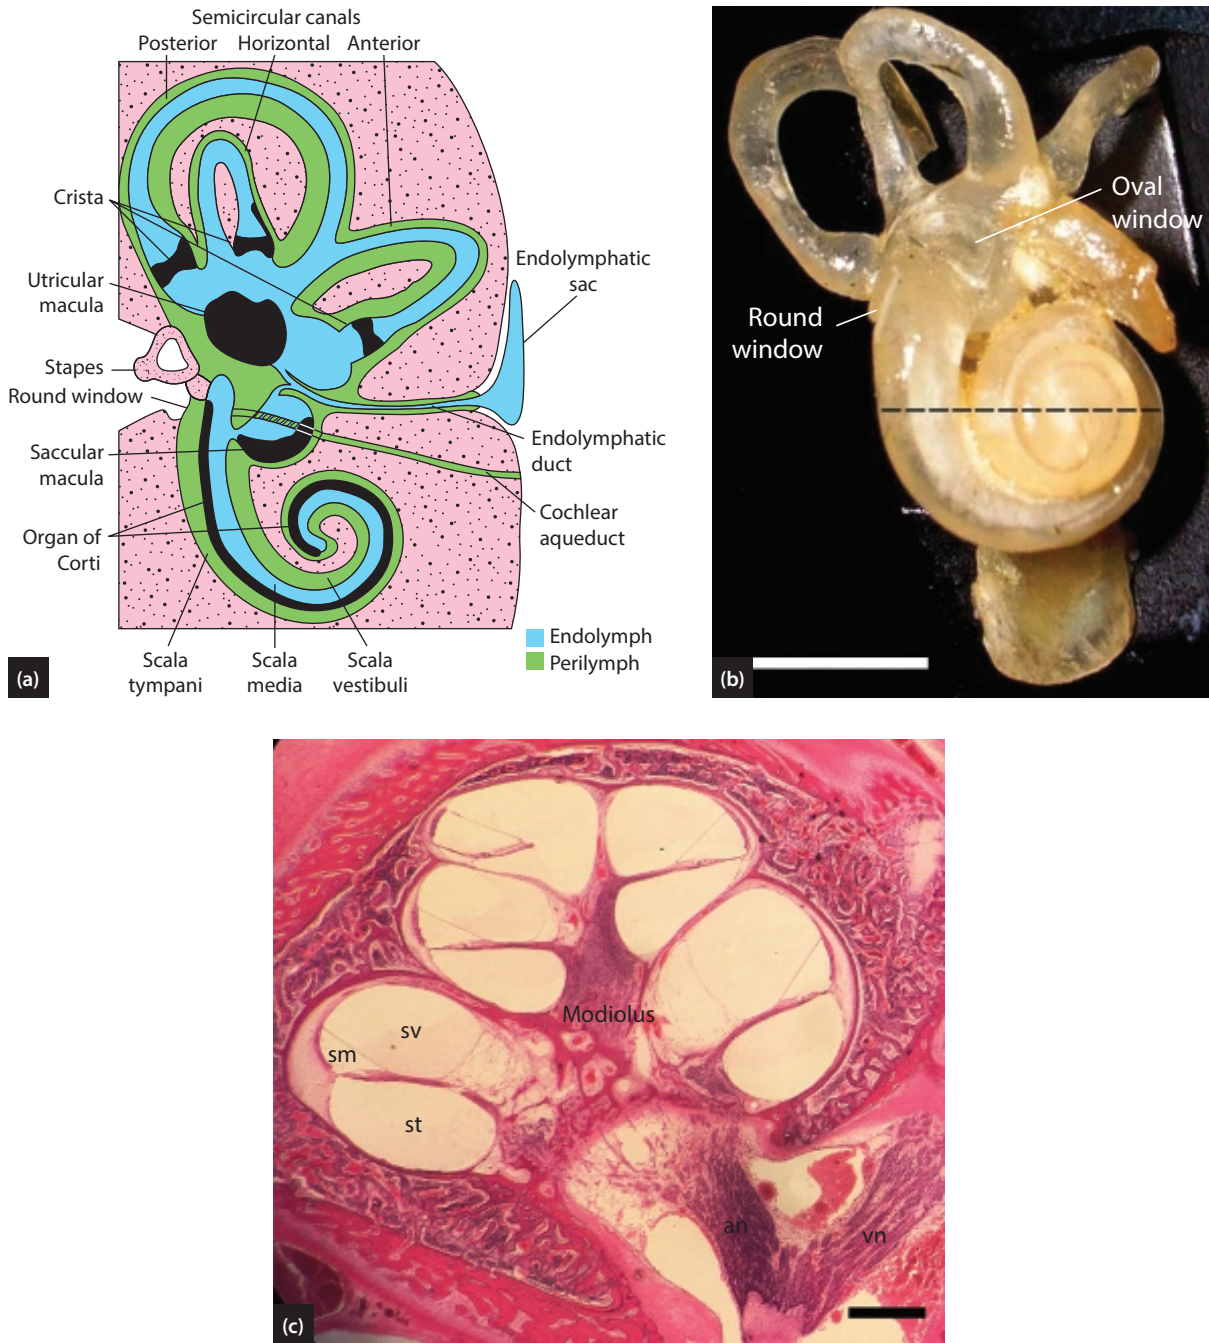 Semicircular canals
Posterior Horizontal Anterior
Crista
Utricular
macula
Stapes
Round window
Saccular
macula
Organ of
Corti
Endolymphatic
sac
Endolymphatic
duct
Cochlear
aqueduct
Endolymph
Perilymph
Scala
tympani
Scala
media
Scala
vestibuli
(a)
Oval
window
Round
window
(b)
sv
sm
st
Modiolus
an
vn
(c)